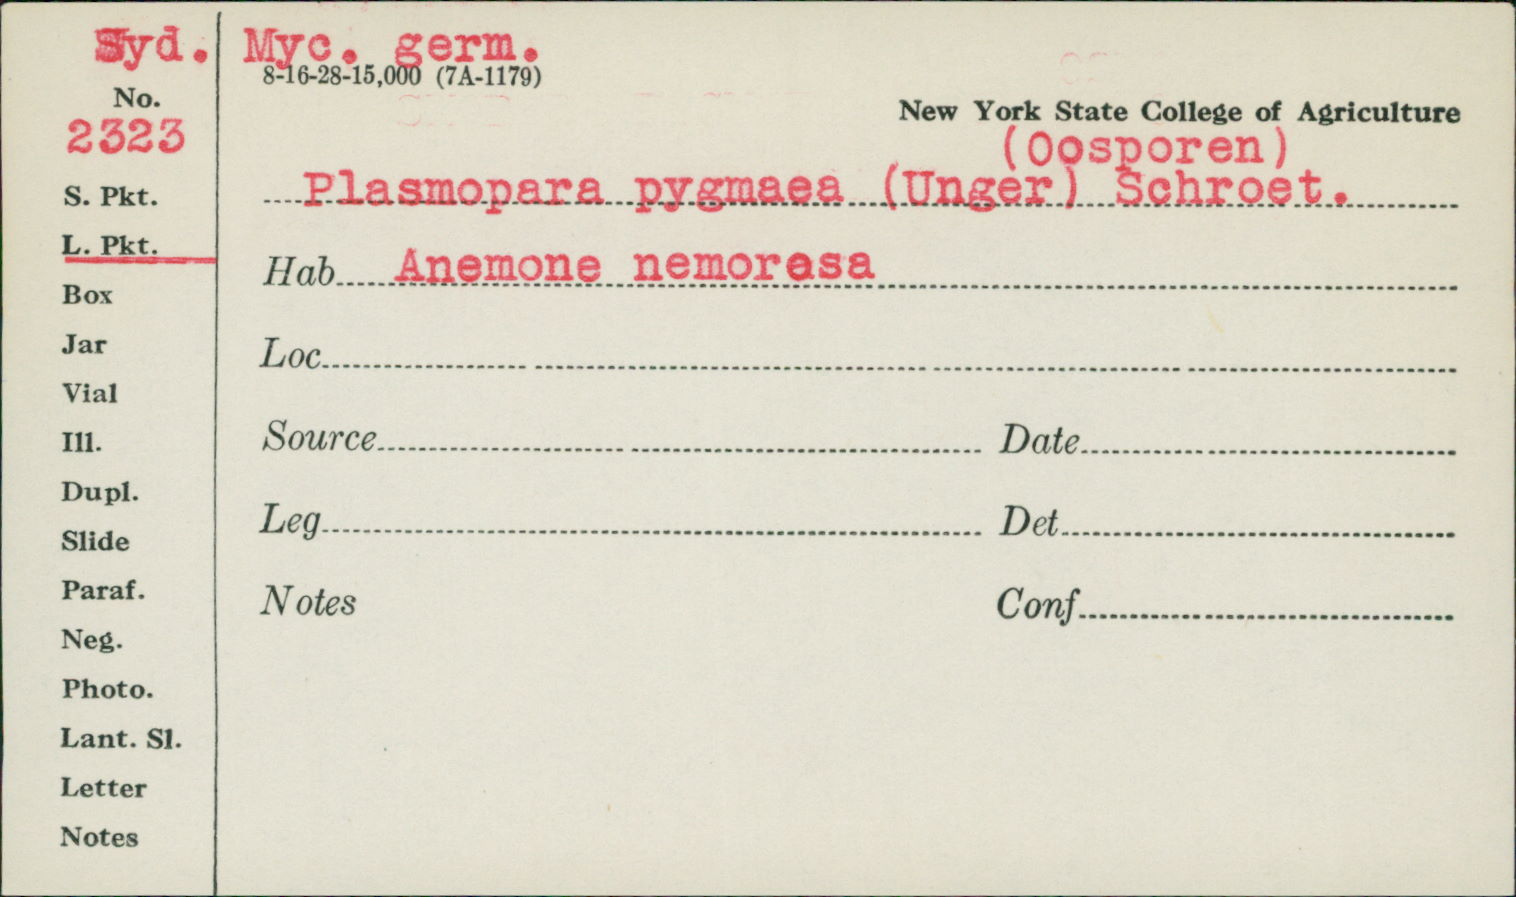 Syd. Myc. germ.
8-16-28-15,000 (7A-1179)
No.
2323
New York State College of Agriculture
(Oosporen)
S. Pkt.
Plasmopara pygmaea (Unger) Schroet.
L. Pkt.
Hab Anemone nemorosa
Box
Jar
Loc
Vial
Ill.
Source Date
Dupl.
Slide
Leg Det
Paraf.
Notes Conf
Neg.
Photo.
Lant. Sl.
Letter
Notes